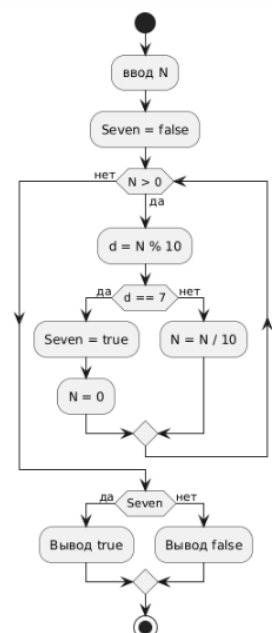 ввод N
Seven = false
нет
N > 0
да
d = N % 10
да
d == 7
нет
Seven = true
N = N / 10
N = 0
да
Seven
нет
Вывод true
Вывод false